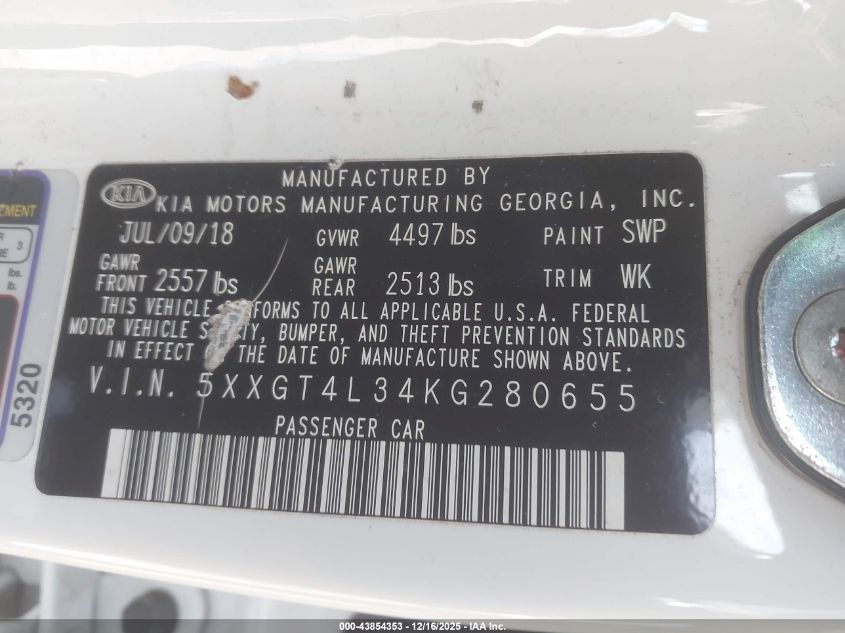 MANUFACTURED BY
KIA KIA MOTORS MANUFACTURING GEORGIA, INC.
JUL/09/18 GVWR 4497 lbs PAINT SWP
GAWR FRONT 2557 lbs GAWR REAR 2513 lbs TRIM WK
THIS VEHICLE TO ALL APPLICABLE U.S.A. FEDERAL
MOTOR VEHICLE BUMPER, AND THEFT PREVENTION STANDARDS
IN EFFECT THE DATE OF MANUFACTURE SHOWN ABOVE.
V.I.N. 5XXGT4L34KG280655
PASSENGER CAR
3
lbs.
lb.
5320
000-43854353 - 12/16/2025 - IAA Inc.